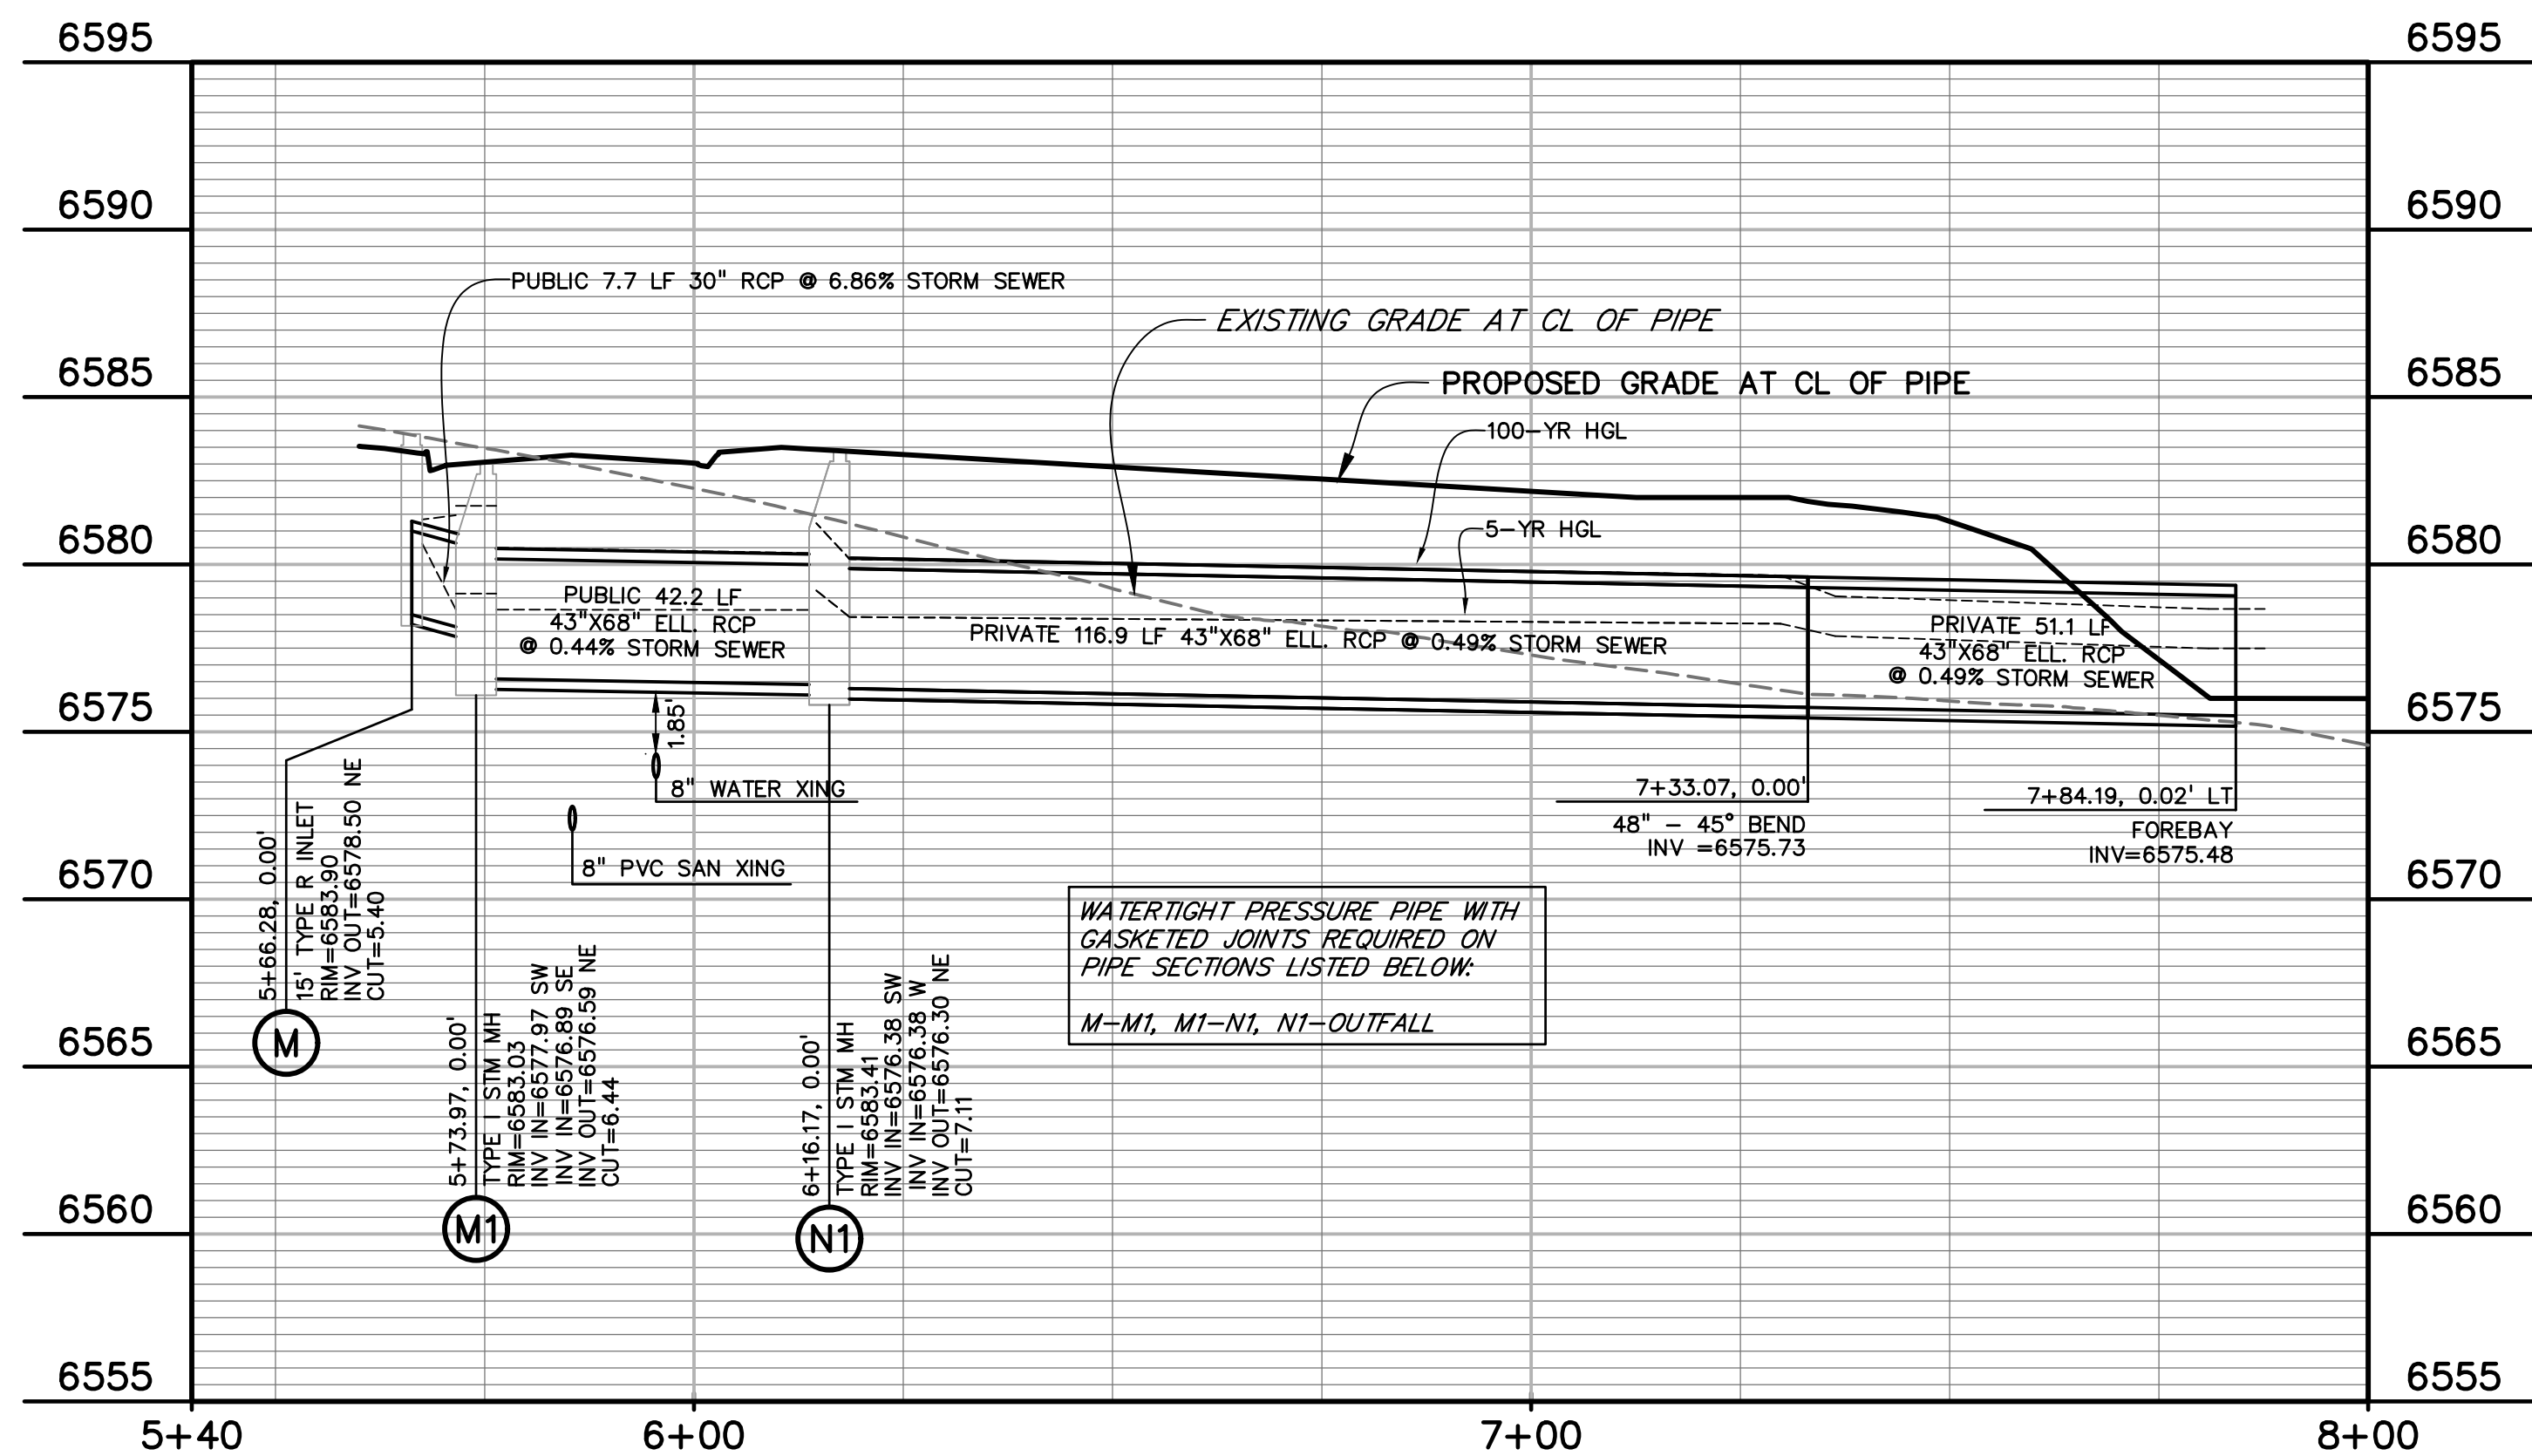 6595
6595
6590
6590
6585
6585
6580
6580
6575
6575
6570
6570
6565
6565
6560
6560
6555
6555
5+40
6+00
7+00
8+00
PUBLIC 7.7 LF 30" RCP @ 6.86% STORM SEWER
EXISTING GRADE AT CL OF PIPE
PROPOSED GRADE AT CL OF PIPE
100-YR HGL
5-YR HGL
PUBLIC 42.2 LF
43"X68" ELL. RCP
@ 0.44% STORM SEWER
PRIVATE 116.9 LF 43"X68" ELL. RCP @ 0.49% STORM SEWER
PRIVATE 51.1 LF
43"X68" ELL. RCP
@ 0.49% STORM SEWER
1.85'
8" WATER XING
8" PVC SAN XING
7+33.07, 0.00'
48" - 45° BEND
INV =6575.73
7+84.19, 0.02' LT
FOREBAY
INV=6575.48
5+66.28, 0.00'
15' TYPE R INLET
RIM=6583.90
INV OUT=6578.50 NE
CUT=5.40
M
5+73.97, 0.00'
TYPE I STM MH
RIM=6583.03
INV IN=6577.97 SW
INV IN=6576.89 SE
INV OUT=6576.59 NE
CUT=6.44
M1
6+16.17, 0.00'
TYPE I STM MH
RIM=6583.41
INV IN=6576.38 SW
INV IN=6576.38 W
INV OUT=6576.30 NE
CUT=7.11
N1
WATERTIGHT PRESSURE PIPE WITH
GASKETED JOINTS REQUIRED ON
PIPE SECTIONS LISTED BELOW:
M-M1, M1-N1, N1-OUTFALL